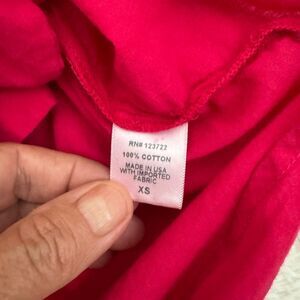 RN# 123722
100% COTTON
MADE IN USA
WITH IMPORTED
FABRIC
XS